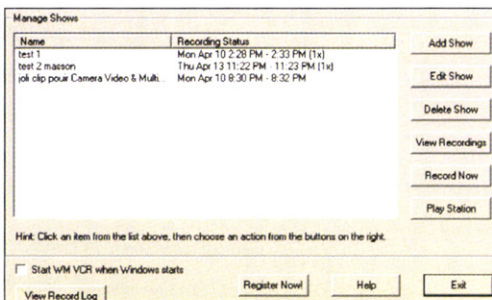 Manage Shows
Name Recording Status
test 1 Mon Apr 10 2:28 PM - 2:33 PM (1x)
test 2 masson Thu Apr 13 11:22 PM - 11:23 PM (1x)
joli clip pour Camera Video & Multi... Mon Apr 10 8:30 PM - 8:32 PM
Add Show
Edit Show
Delete Show
View Recordings
Record Now
Play Station
Hint: Click an item from the list above, then choose an action from the buttons on the right.
Start WM VCR when Windows starts
View Record Log
Register Now!
Help
Exit